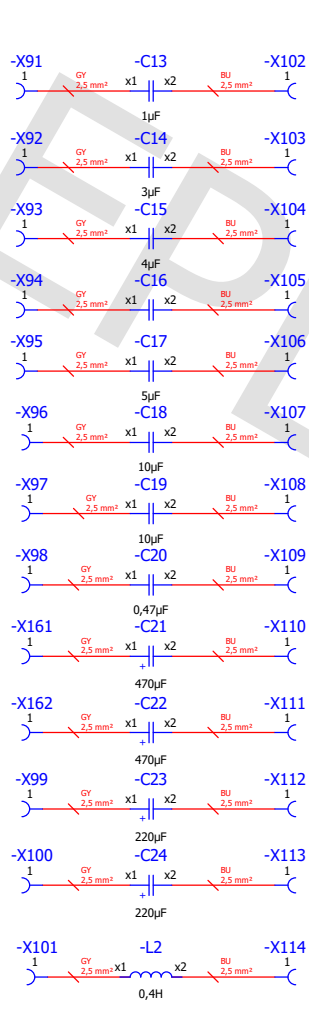 -X91 -C13 -X102
1 GY 2,5 mm² x1 x2 BU 2,5 mm² 1
1µF
-X92 -C14 -X103
1 GY 2,5 mm² x1 x2 BU 2,5 mm² 1
3µF
-X93 -C15 -X104
1 GY 2,5 mm² x1 x2 BU 2,5 mm² 1
4µF
-X94 -C16 -X105
1 GY 2,5 mm² x1 x2 BU 2,5 mm² 1
10µF
-X95 -C17 -X106
1 GY 2,5 mm² x1 x2 BU 2,5 mm² 1
5µF
-X96 -C18 -X107
1 GY 2,5 mm² x1 x2 BU 2,5 mm² 1
10µF
-X97 -C19 -X108
1 GY 2,5 mm² x1 x2 BU 2,5 mm² 1
10µF
-X98 -C20 -X109
1 GY 2,5 mm² x1 x2 BU 2,5 mm² 1
0,47µF
-X161 -C21 -X110
1 GY 2,5 mm² x1 x2 BU 2,5 mm² 1
+
470µF
-X162 -C22 -X111
1 GY 2,5 mm² x1 x2 BU 2,5 mm² 1
+
470µF
-X99 -C23 -X112
1 GY 2,5 mm² x1 x2 BU 2,5 mm² 1
+
220µF
-X100 -C24 -X113
1 GY 2,5 mm² x1 x2 BU 2,5 mm² 1
+
220µF
-X101 -L2 -X114
1 GY 2,5 mm² x1 x2 BU 2,5 mm² 1
0,4H